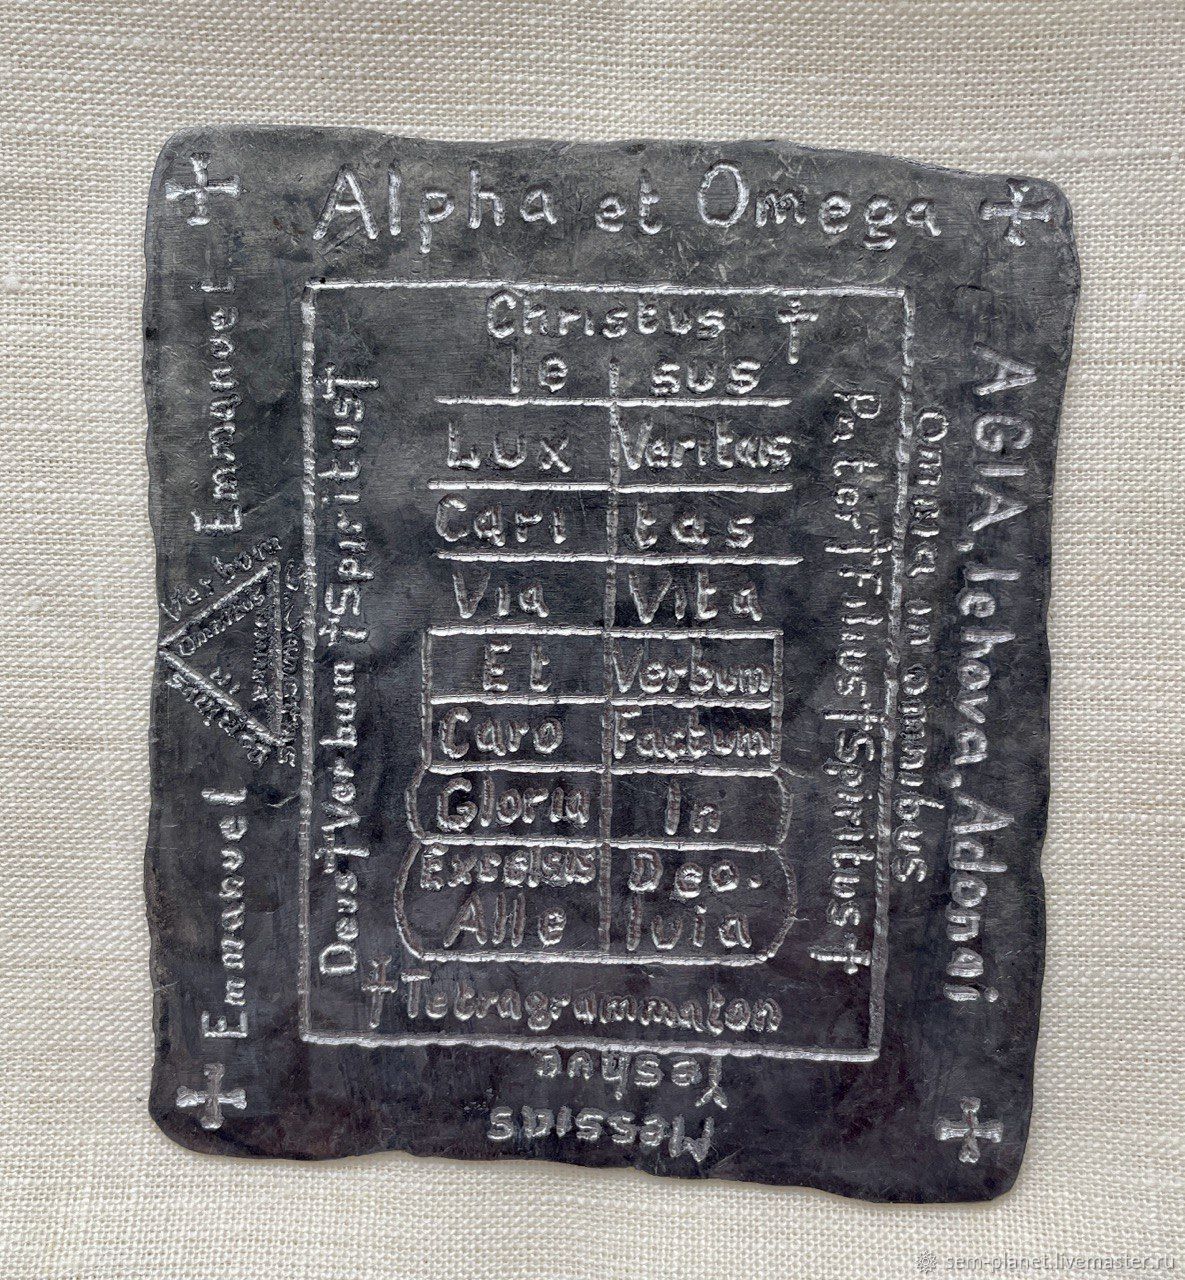 Alpha et Omega
Emmanuel
Emmanuel
Verbum
Deus † Verbum † Spiritus †
Christus †
Ie sus
Lux Veritas
Cari tas
Via Vita
Et Verbum
Caro Factum
Gloria In
Excelsis Deo.
Alle luia
† Tetragrammaton
Pater † Filius † Spiritus †
Omnia in omnibus
AGIA, Iehova, Adonai
Yeshue
Messias
sem-planet.livemaster.ru